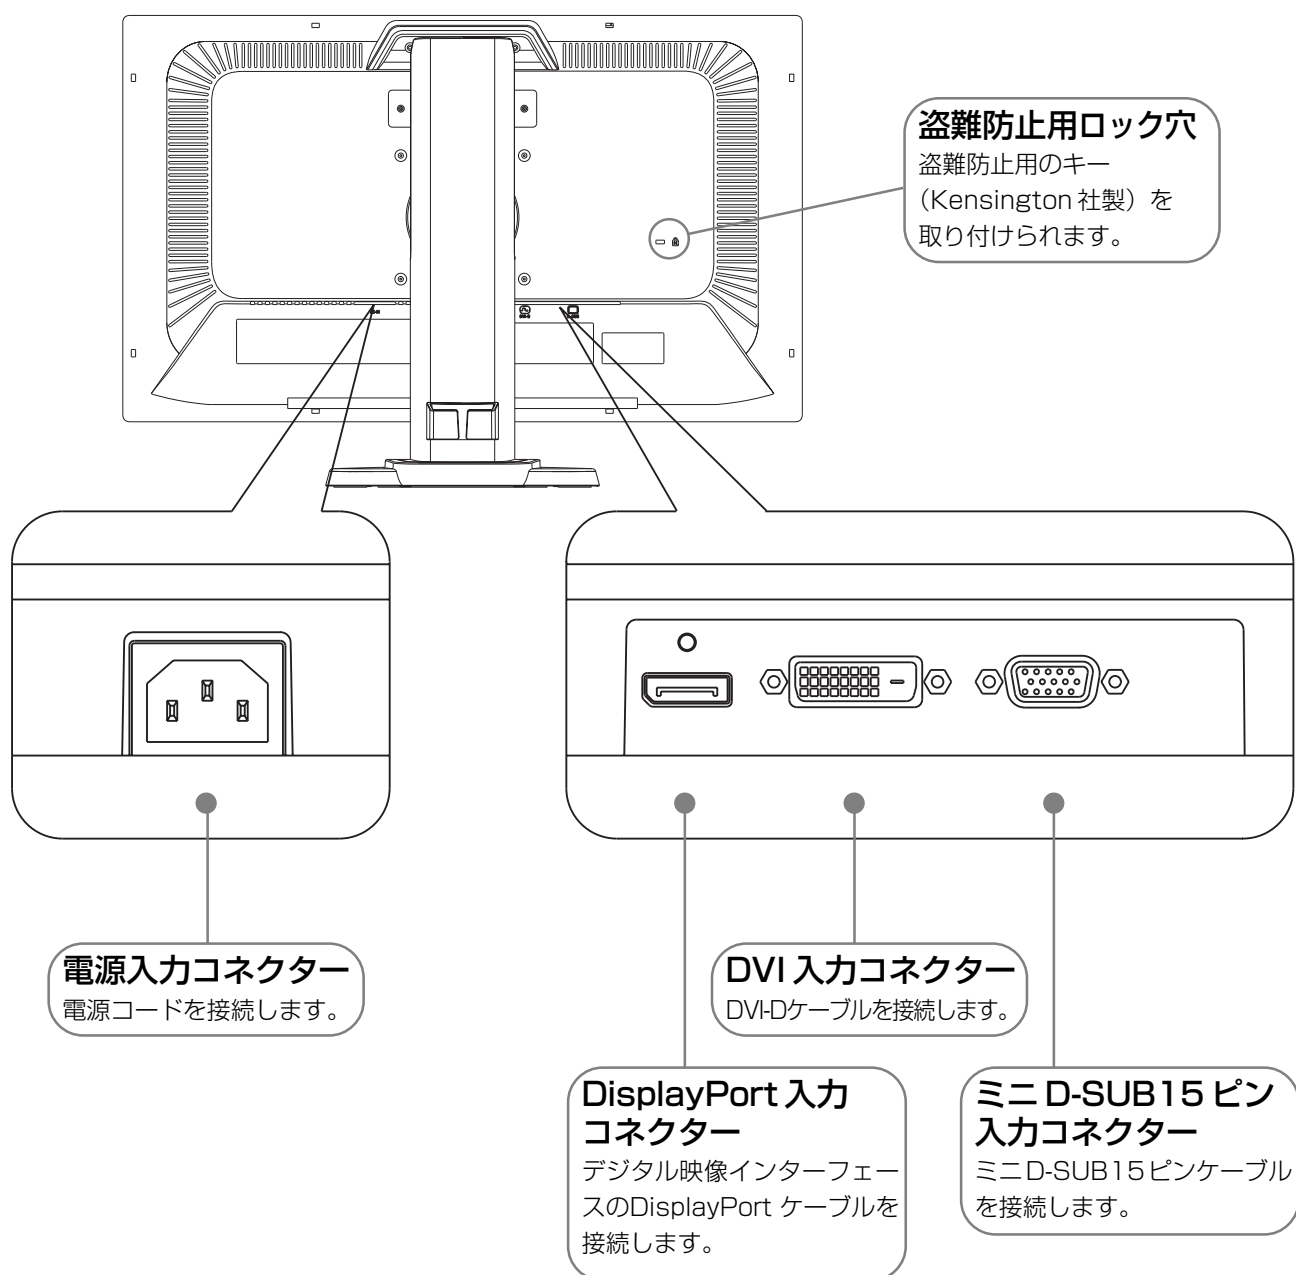 盗難防止用ロック穴
盗難防止用のキー
（Kensington 社製）を
取り付けられます。
電源入力コネクター
電源コードを接続します。
DVI 入力コネクター
DVI-Dケーブルを接続します。
DisplayPort 入力
コネクター
デジタル映像インターフェー
スのDisplayPort ケーブルを
接続します。
ミニ D-SUB15 ピン
入力コネクター
ミニD-SUB15ピンケーブル
を接続します。